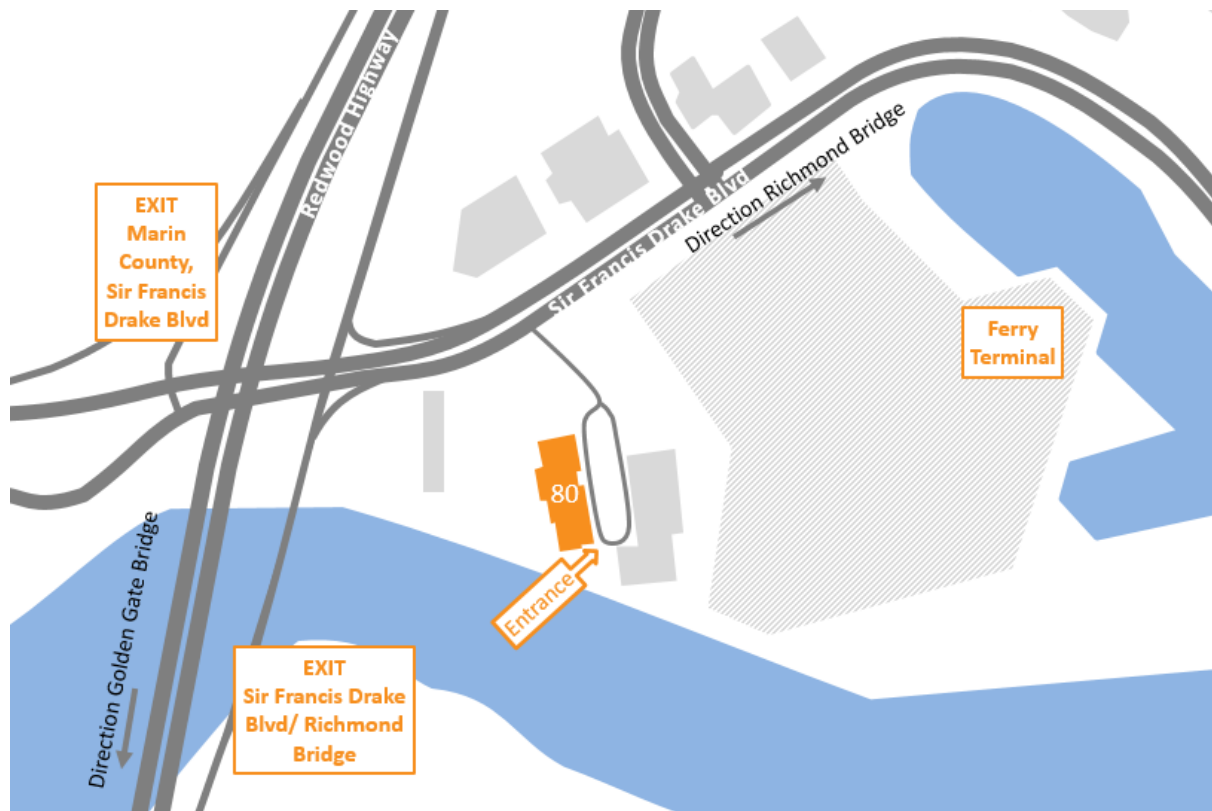 Redwood Highway
EXIT
Marin
County,
Sir Francis
Drake Blvd
Direction Richmond Bridge
Sir Francis Drake Blvd
Ferry
Terminal
80
Entrance
Direction Golden Gate Bridge
EXIT
Sir Francis Drake
Blvd/ Richmond
Bridge